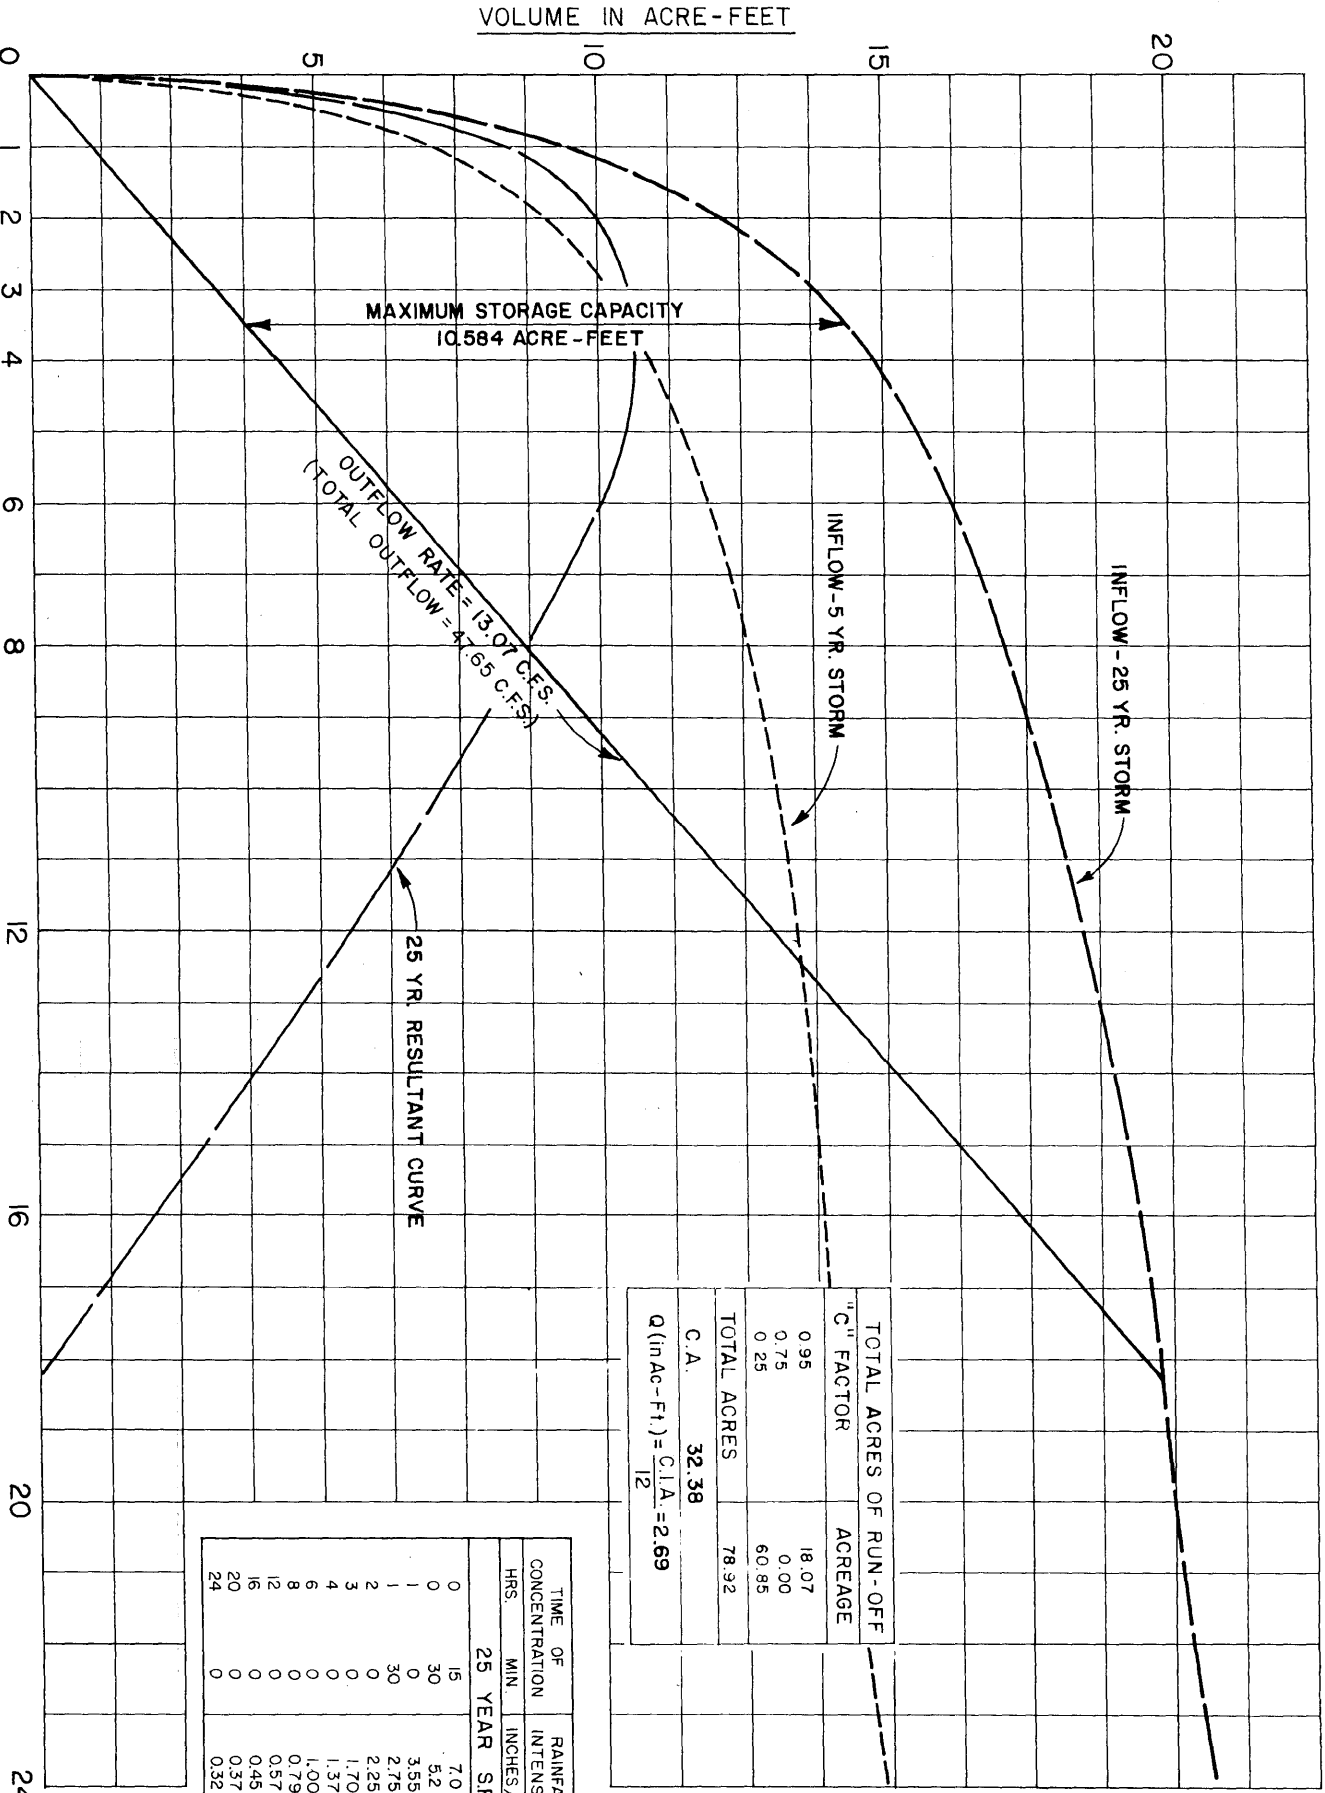 VOLUME IN ACRE-FEET
0
5
10
15
20
0
1
2
3
4
6
8
12
16
20
INFLOW-25 YR. STORM
INFLOW-5 YR. STORM
MAXIMUM STORAGE CAPACITY
10.584 ACRE-FEET
OUTFLOW RATE = 13.07 C.F.S.
(TOTAL OUTFLOW = 47.65 C.F.S.)
25 YR. RESULTANT CURVE
TOTAL ACRES OF RUN-OFF
"C" FACTOR ACREAGE
0.95 18.07
0.75 0.00
0.25 60.85
TOTAL ACRES 78.92
C.A. 32.38
Q (in Ac-Ft.) = C.I.A. / 12 = 2.69
TIME OF
CONCENTRATION
HRS. MIN. INCHES
25 YEAR
0 15 7.0
0 30 5.2
1 0 3.55
1 30 2.75
2 0 2.25
3 0 1.70
4 0 1.37
6 0 1.00
8 0 0.79
12 0 0.57
16 0 0.45
20 0 0.37
24 0 0.32